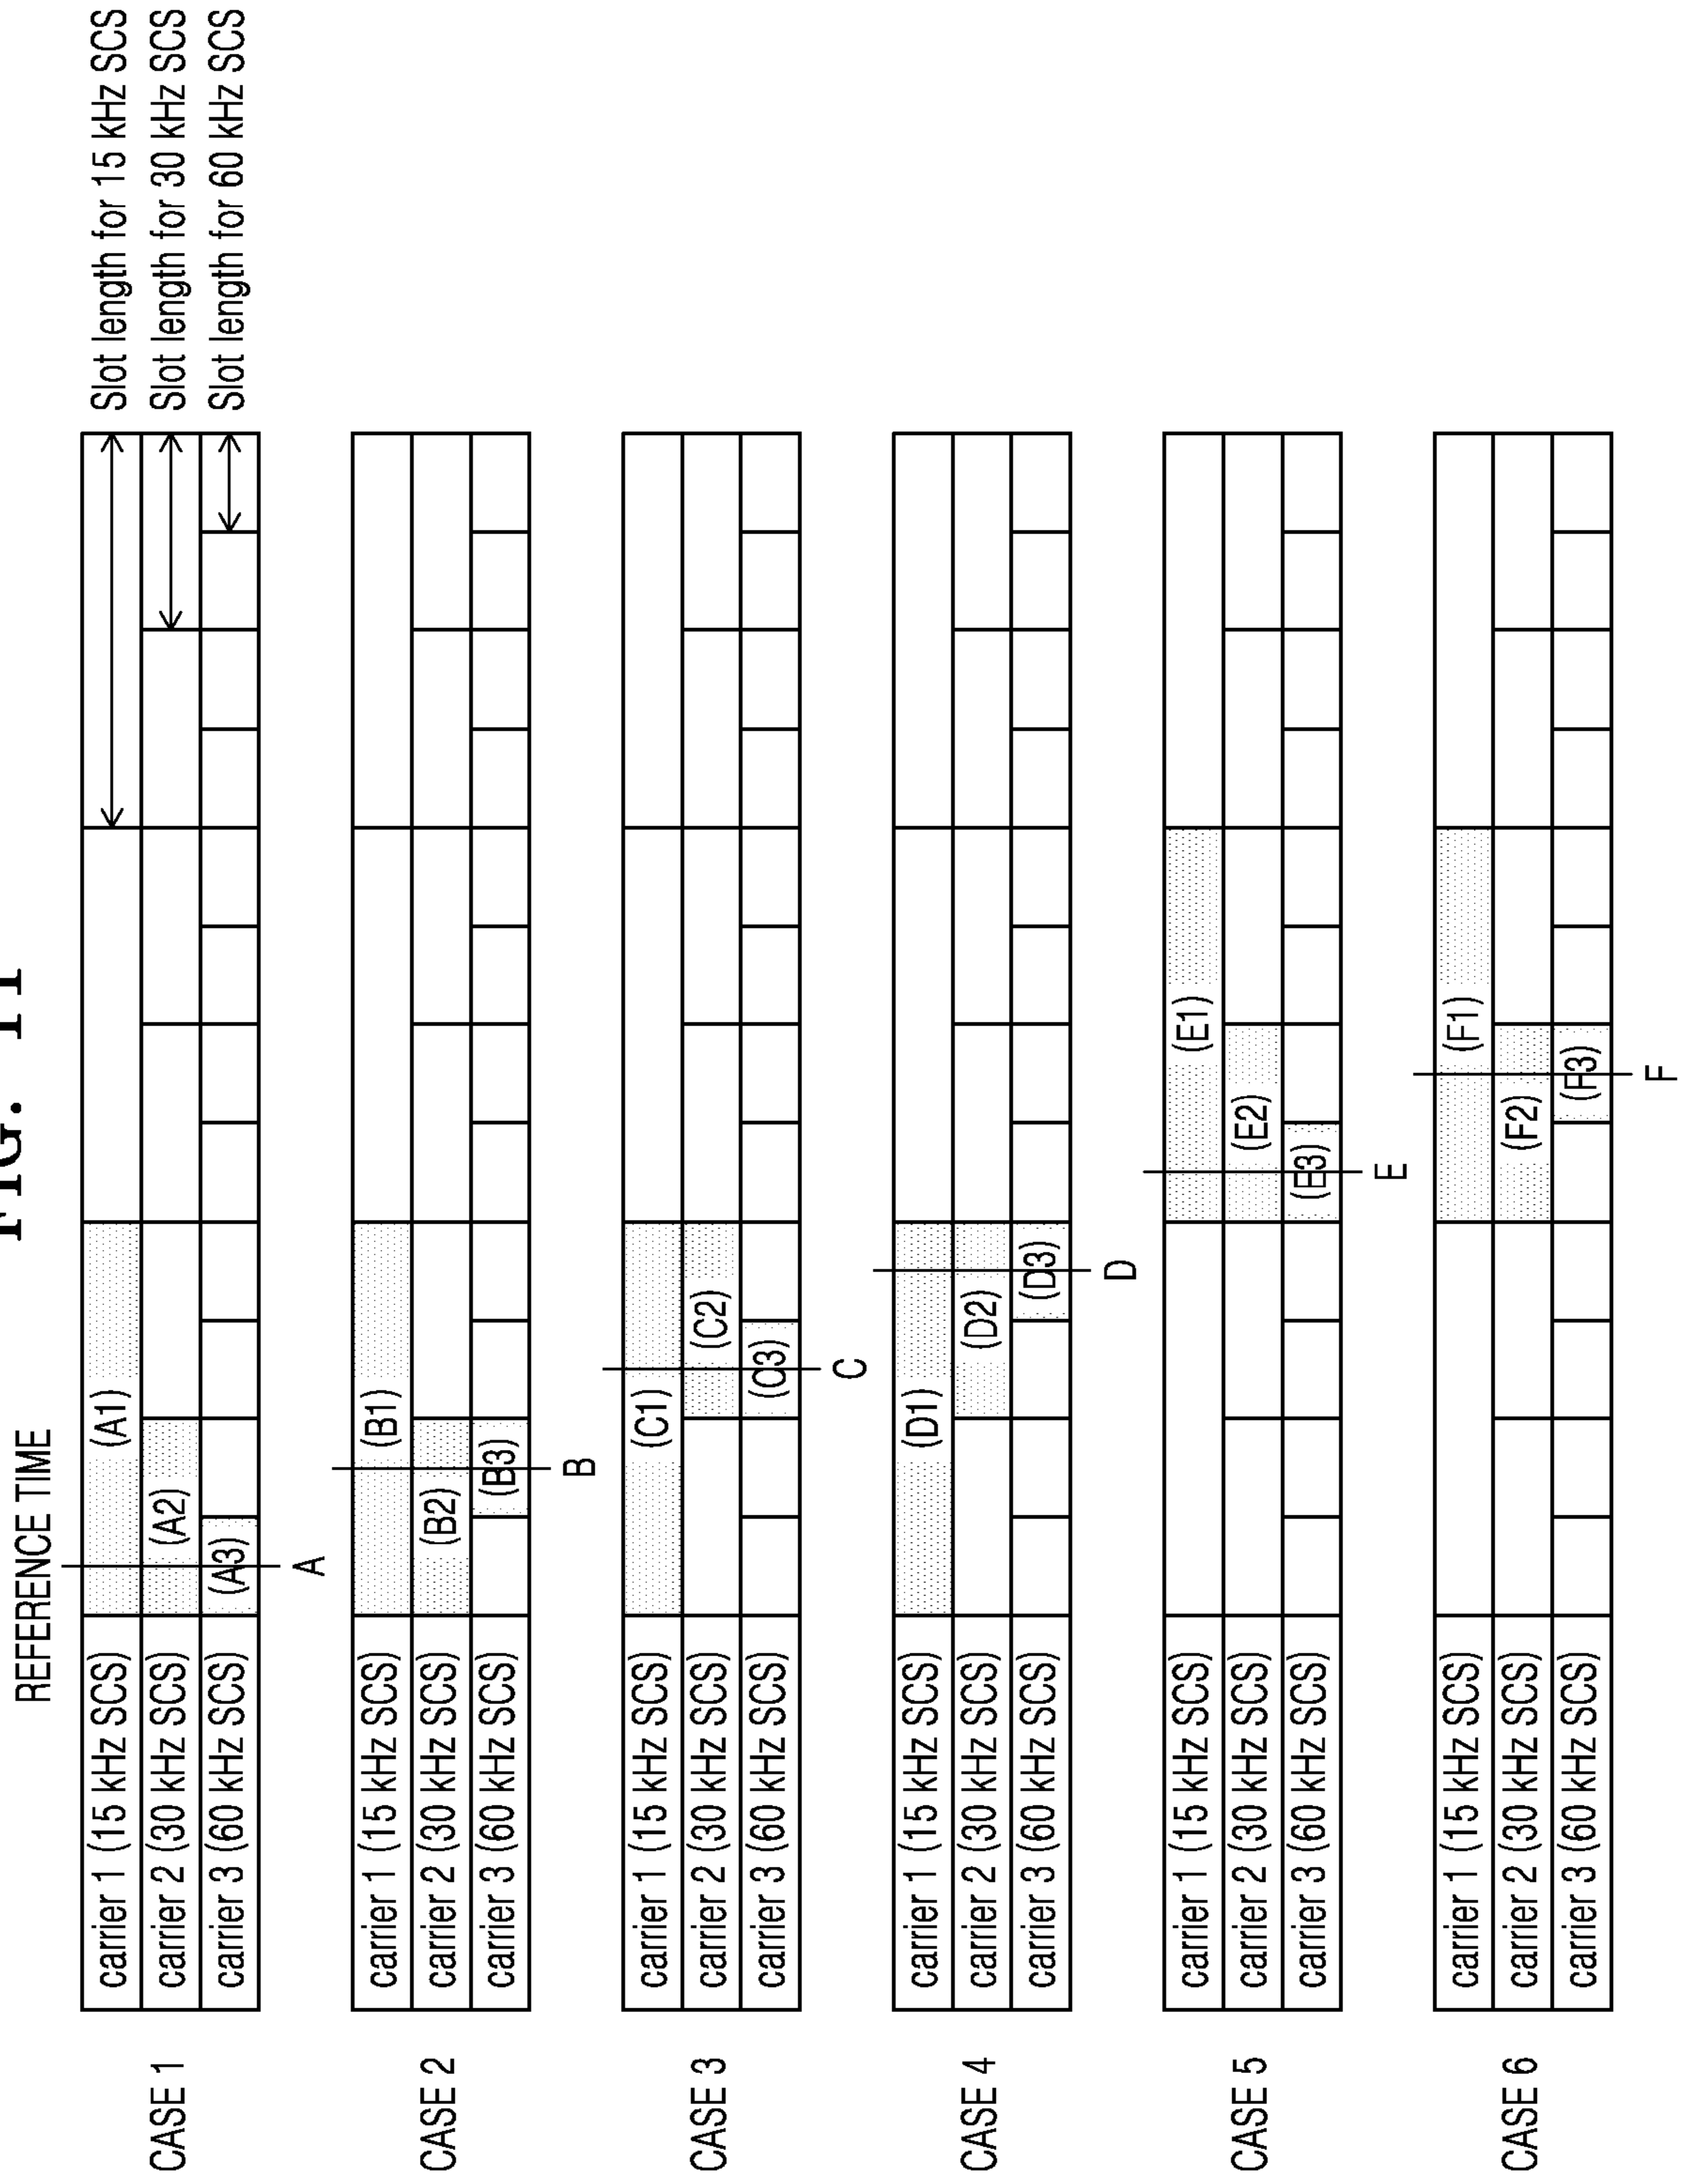 FIG. 11
REFERENCE TIME
CASE 1
carrier 1 (15 kHz SCS)
(A1)
Slot length for 15 kHz SCS
carrier 2 (30 kHz SCS)
(A2)
Slot length for 30 kHz SCS
carrier 3 (60 kHz SCS)
(A3)
Slot length for 60 kHz SCS
A
CASE 2
carrier 1 (15 kHz SCS)
(B1)
carrier 2 (30 kHz SCS)
(B2)
carrier 3 (60 kHz SCS)
(B3)
B
CASE 3
carrier 1 (15 kHz SCS)
(C1)
carrier 2 (30 kHz SCS)
(C2)
carrier 3 (60 kHz SCS)
(C3)
C
CASE 4
carrier 1 (15 kHz SCS)
(D1)
carrier 2 (30 kHz SCS)
(D2)
carrier 3 (60 kHz SCS)
(D3)
D
CASE 5
carrier 1 (15 kHz SCS)
(E1)
carrier 2 (30 kHz SCS)
(E2)
carrier 3 (60 kHz SCS)
(E3)
E
CASE 6
carrier 1 (15 kHz SCS)
(F1)
carrier 2 (30 kHz SCS)
(F2)
carrier 3 (60 kHz SCS)
(F3)
F